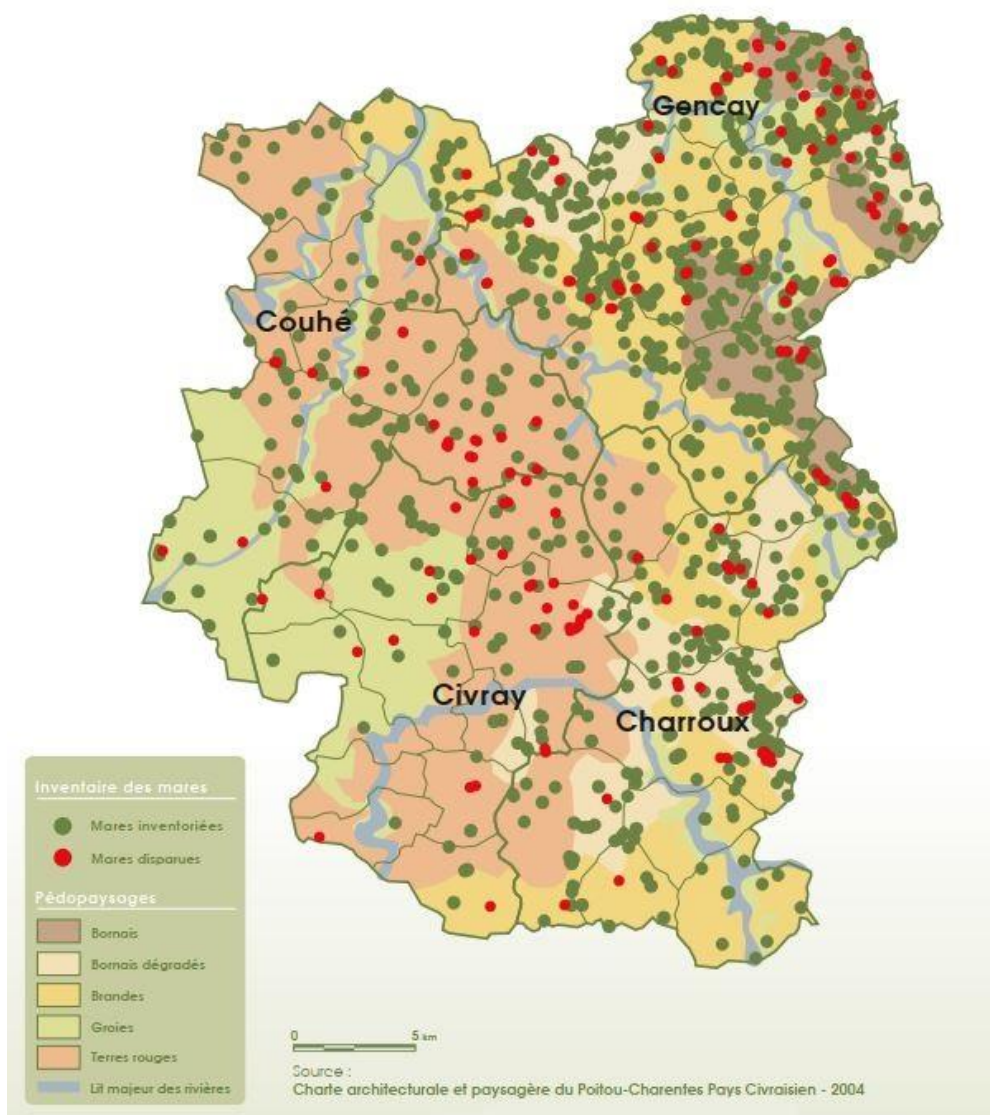 Gencay
Couhé
Civray
Charroux
Inventaire des mares
Mares inventoriées
Mares disparues
Pédopaysages
Bornais
Bornais dégradés
Brandes
Groies
Terres rouges
Lit majeur des rivières
0 5 km
Source :
Charte architecturale et paysagère du Poitou-Charentes Pays Civraisien - 2004